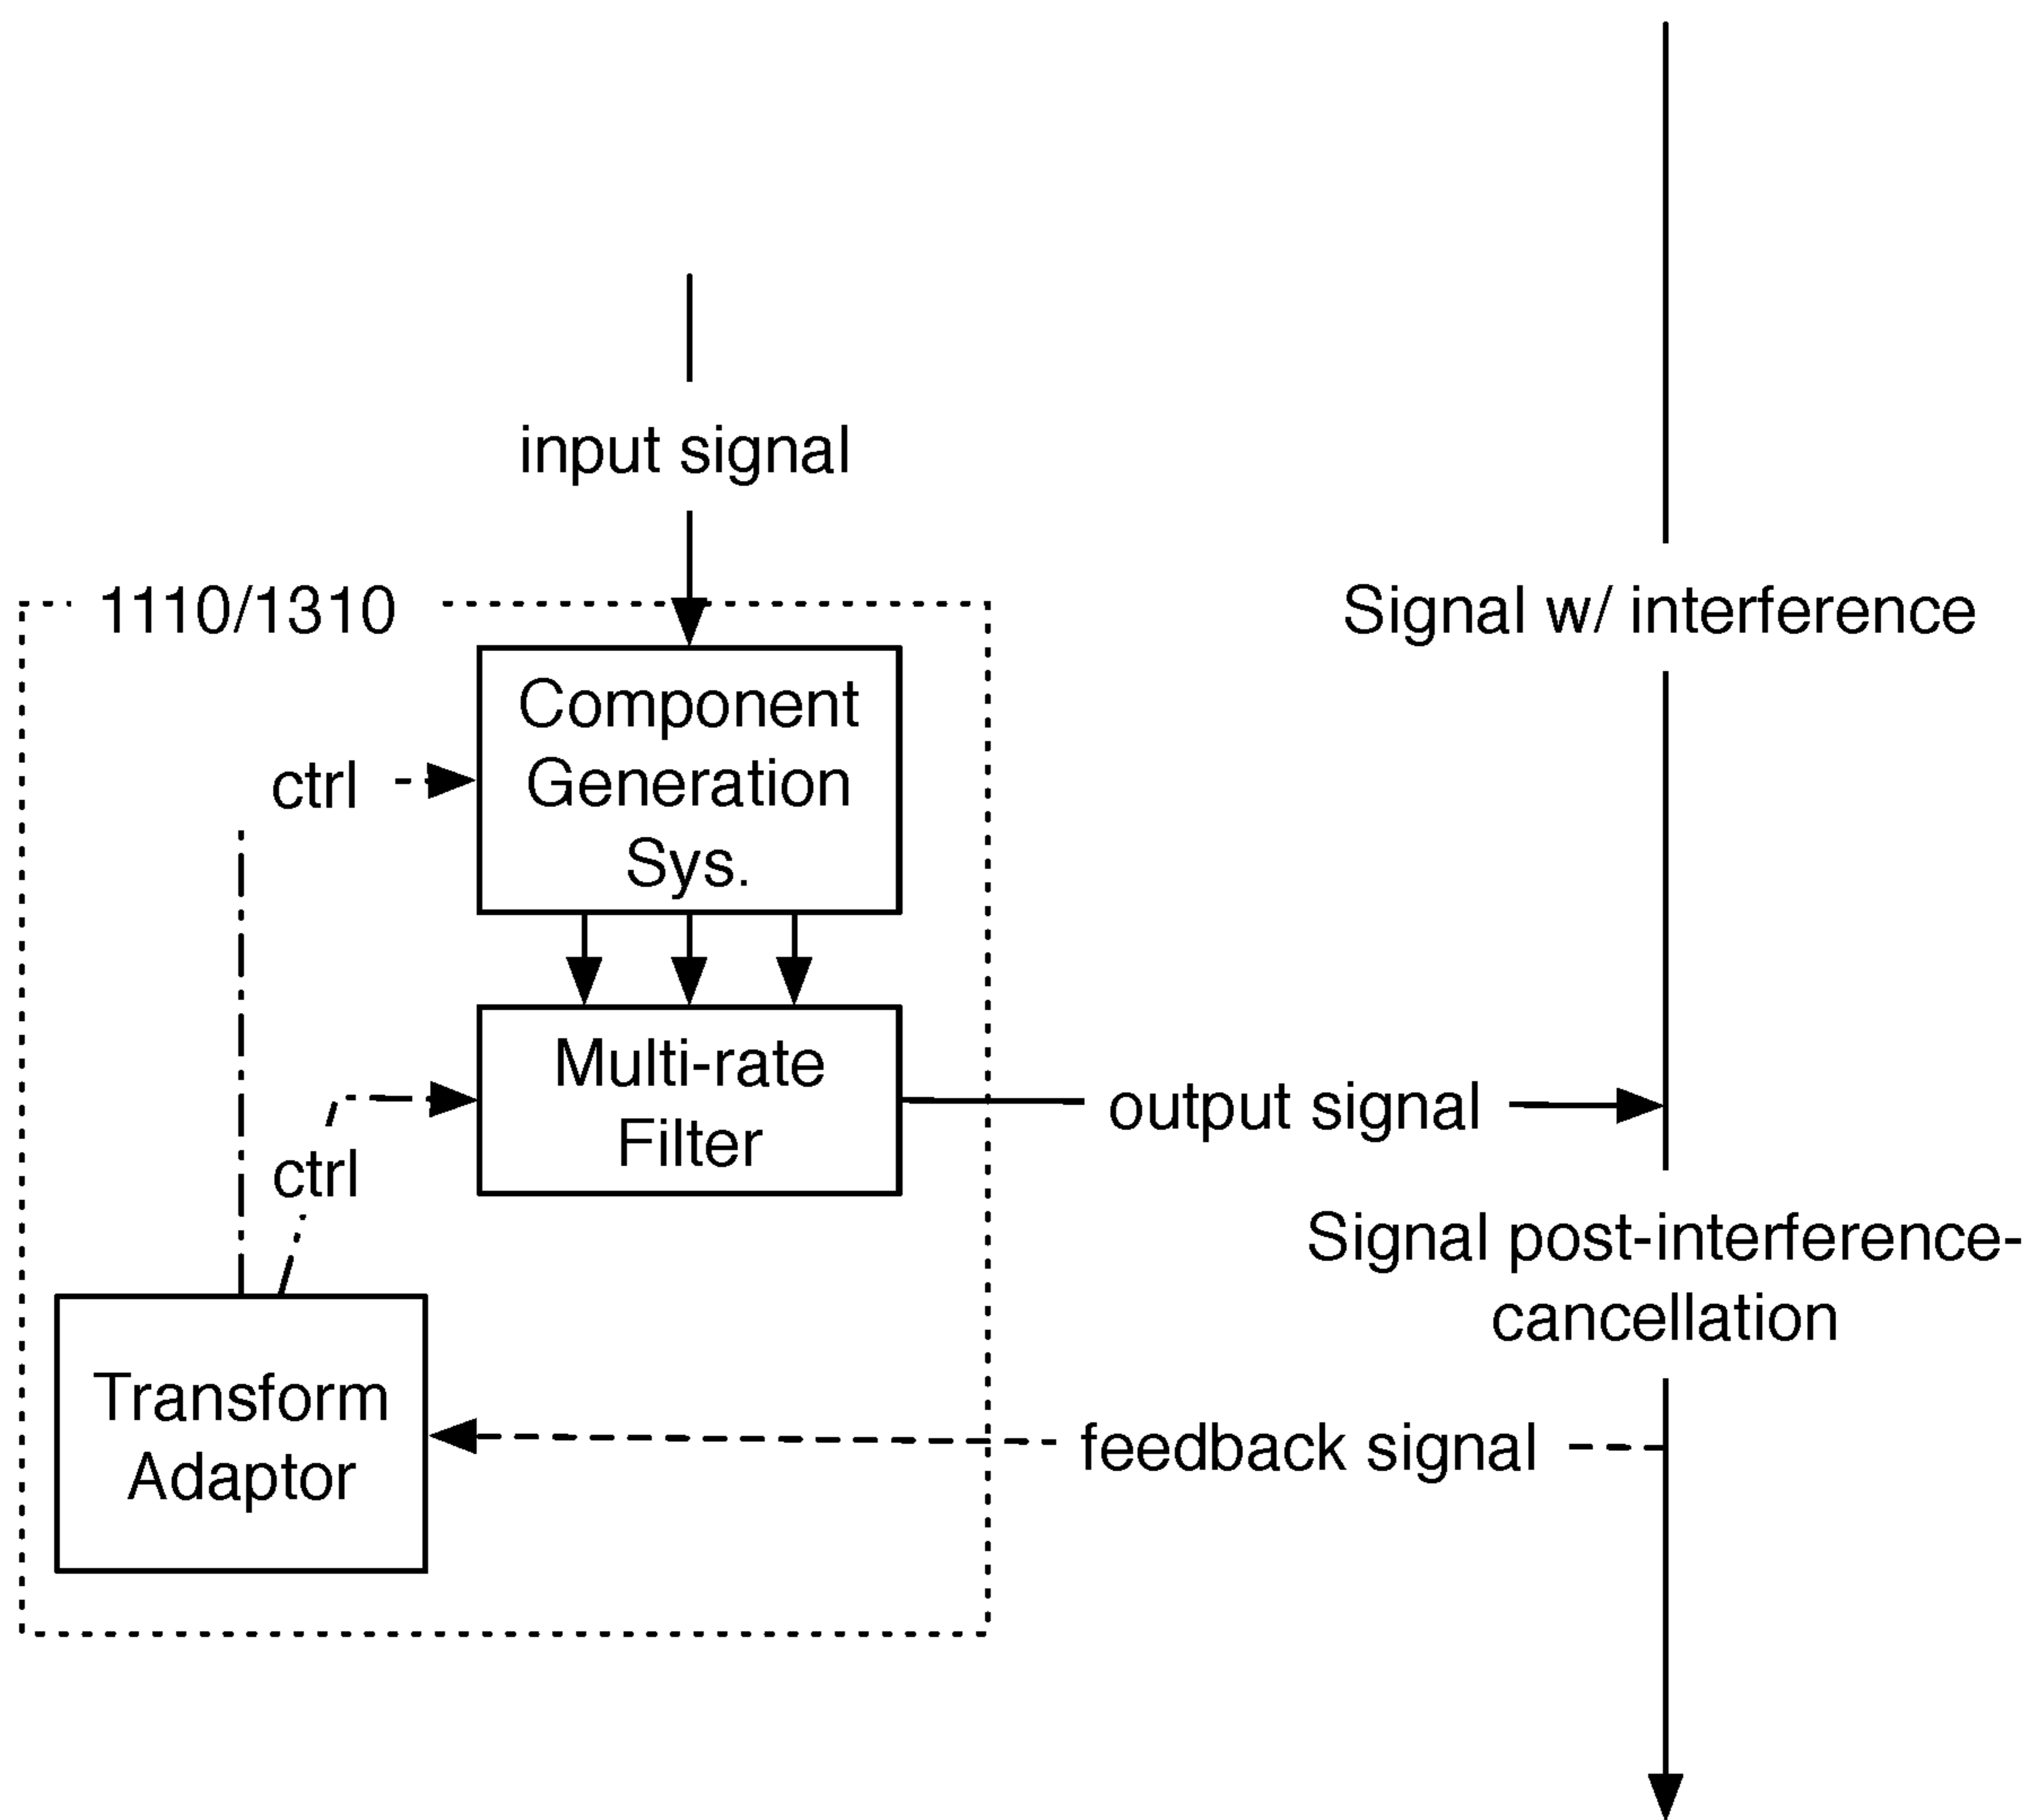 input signal
1110/1310
Signal w/ interference
Component
Generation
Sys.
ctrl
Multi-rate
Filter
output signal
ctrl
Signal post-interference-
cancellation
Transform
Adaptor
feedback signal